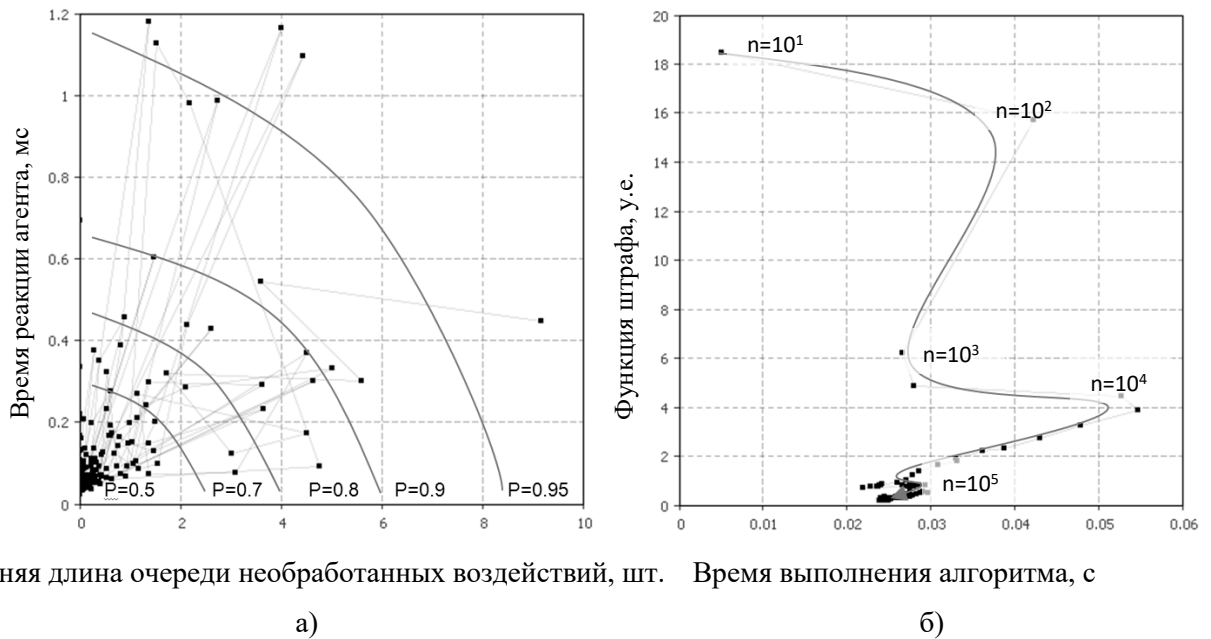 Время реакции агента, мс
1.2
1
0.8
0.6
0.4
0.2
0
P=0.5 P=0.7 P=0.8 P=0.9 P=0.95
0 2 4 6 8 10
няя длина очереди необработанных воздействий, шт.
а)
Функция штрафа, у.е.
20
18
16
14
12
10
8
6
4
2
0
n=10¹
n=10²
n=10³
n=10⁴
n=10⁵
0 0.01 0.02 0.03 0.04 0.05 0.06
Время выполнения алгоритма, с
б)